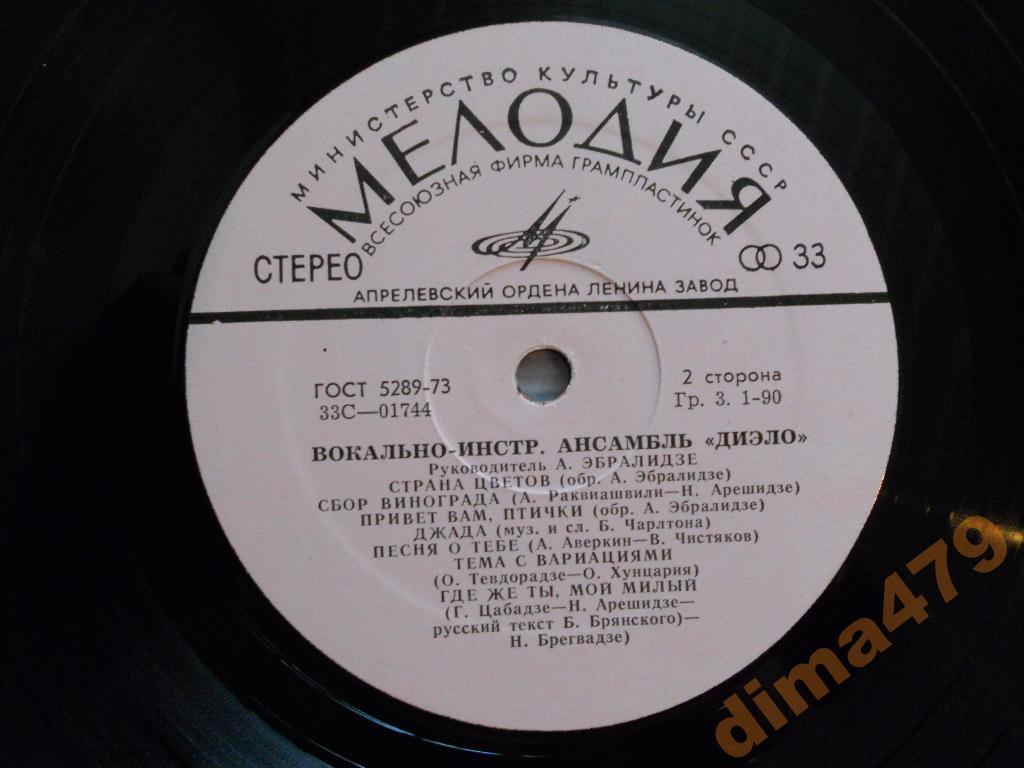 МИНИСТЕРСТВО КУЛЬТУРЫ СССР
МЕЛОДИЯ
ВСЕСОЮЗНАЯ ФИРМА ГРАМПЛАСТИНОК
СТЕРЕО 33
АПРЕЛЕВСКИЙ ОРДЕНА ЛЕНИНА ЗАВОД
ГОСТ 5289-73 2 сторона
33С—01744 Гр. 3. 1-90
ВОКАЛЬНО-ИНСТР. АНСАМБЛЬ «ДИЭЛО»
Руководитель А. ЭБРАЛИДЗЕ
СТРАНА ЦВЕТОВ (обр. А. Эбралидзе)
СБОР ВИНОГРАДА (А. Раквиашвили—Н. Арешидзе)
ПРИВЕТ ВАМ, ПТИЧКИ (обр. А. Эбралидзе)
ДЖАДА (муз. и сл. Б. Чарлтона)
ПЕСНЯ О ТЕБЕ (А. Аверкин—В. Чистяков)
ТЕМА С ВАРИАЦИЯМИ
(О. Тевдорадзе—О. Хунцария)
ГДЕ ЖЕ ТЫ, МОЙ МИЛЫЙ
(Г. Цабадзе—Н. Арешидзе—
русский текст Б. Брянского)—
Н. Брегвадзе)
dima479